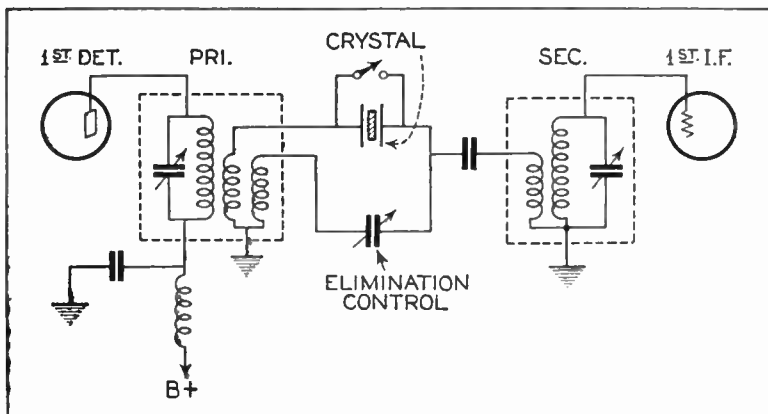 1ST. DET.
PRI.
CRYSTAL
SEC.
1ST. I.F.
ELIMINATION
CONTROL
B+